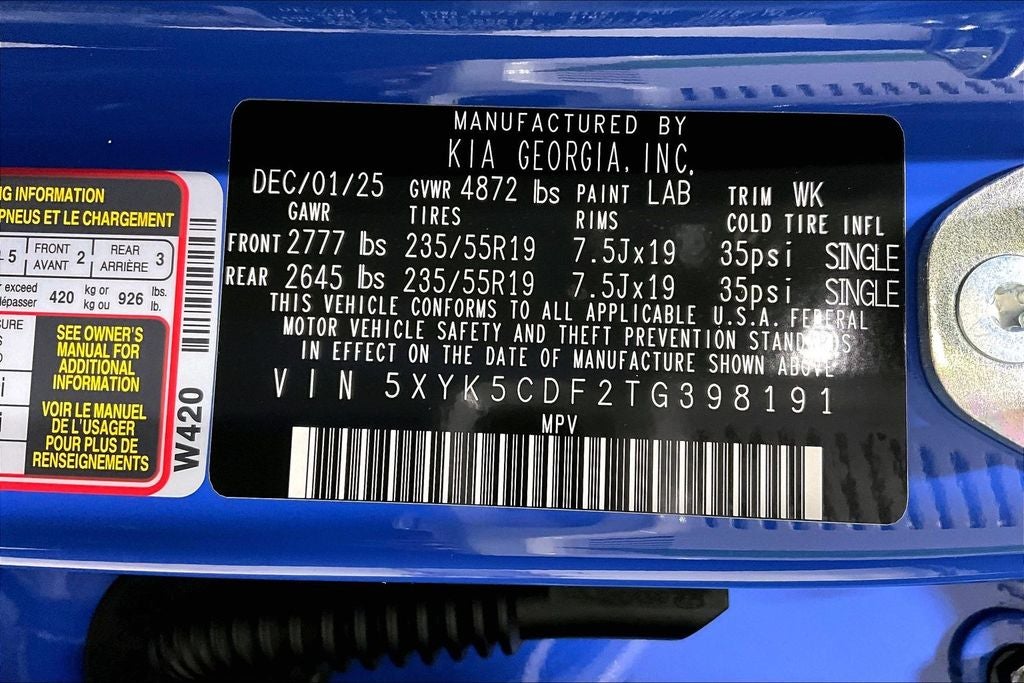 MANUFACTURED BY
KIA GEORGIA, INC.
DEC/01/25 GVWR 4872 lbs PAINT LAB TRIM WK
GAWR TIRES RIMS COLD TIRE INFL
FRONT 2777 lbs 235/55R19 7.5Jx19 35psi SINGLE
REAR 2645 lbs 235/55R19 7.5Jx19 35psi SINGLE
THIS VEHICLE CONFORMS TO ALL APPLICABLE U.S.A. FEDERAL
MOTOR VEHICLE SAFETY AND THEFT PREVENTION STANDARDS
IN EFFECT ON THE DATE OF MANUFACTURE SHOWN ABOVE
VIN 5XYK5CDF2TG398191
MPV
INFORMATION
PNEUS ET LE CHARGEMENT
5 FRONT 2 REAR 3
AVANT ARRIÈRE
exceed 420 kg or 926 lbs.
kg ou lb.
SEE OWNER'S
MANUAL FOR
ADDITIONAL
INFORMATION
VOIR LE MANUEL
DE L'USAGER
POUR PLUS DE
RENSEIGNEMENTS
W420